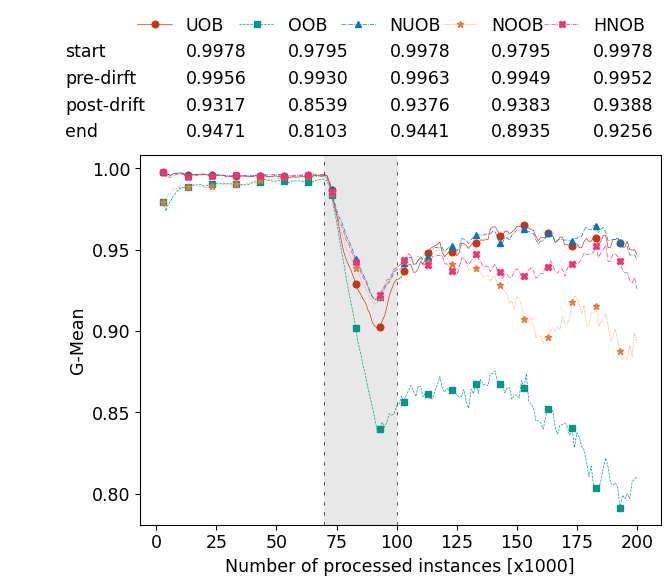 UOB OOB NUOB NOOB HNOB
start 0.9978 0.9795 0.9978 0.9795 0.9978
pre-dirft 0.9956 0.9930 0.9963 0.9949 0.9952
post-drift 0.9317 0.8539 0.9376 0.9383 0.9388
end 0.9471 0.8103 0.9441 0.8935 0.9256
1.00
0.95
0.90
0.85
0.80
G-Mean
0 25 50 75 100 125 150 175 200
Number of processed instances [x1000]